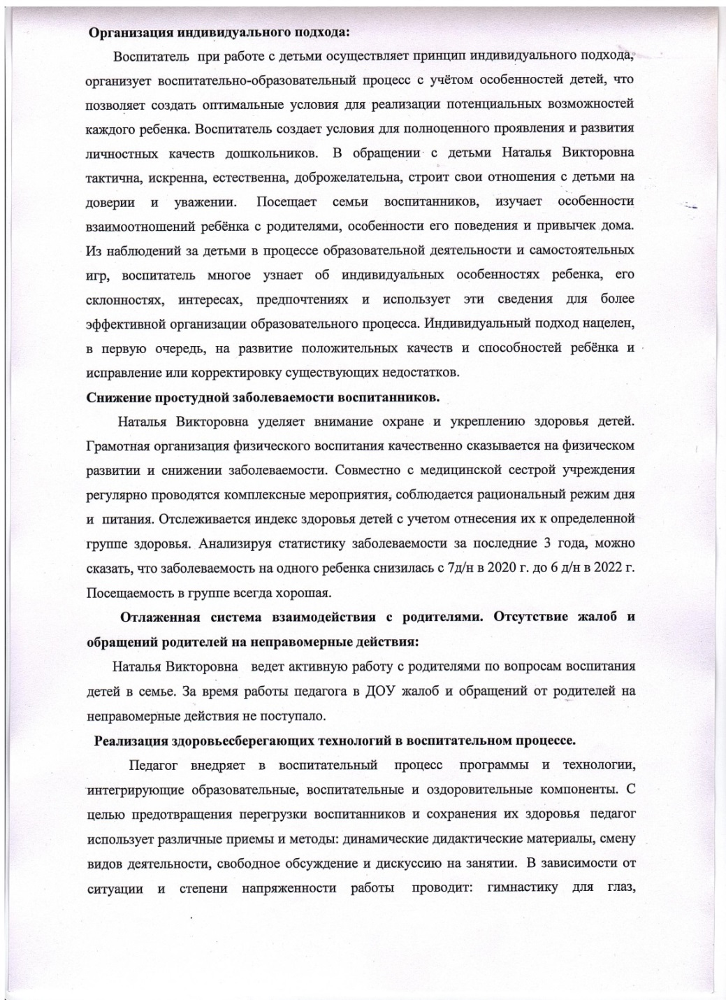 Организация индивидуального подхода:
Воспитатель при работе с детьми осуществляет принцип индивидуального подхода,
организует воспитательно-образовательный процесс с учётом особенностей детей, что
позволяет создать оптимальные условия для реализации потенциальных возможностей
каждого ребенка. Воспитатель создает условия для полноценного проявления и развития
личностных качеств дошкольников. В обращении с детьми Наталья Викторовна
тактична, искренна, естественна, доброжелательна, строит свои отношения с детьми на
доверии и уважении. Посещает семьи воспитанников, изучает особенности
взаимоотношений ребёнка с родителями, особенности его поведения и привычек дома.
Из наблюдений за детьми в процессе образовательной деятельности и самостоятельных
игр, воспитатель многое узнает об индивидуальных особенностях ребенка, его
склонностях, интересах, предпочтениях и использует эти сведения для более
эффективной организации образовательного процесса. Индивидуальный подход нацелен,
в первую очередь, на развитие положительных качеств и способностей ребёнка и
исправление или корректировку существующих недостатков.
Снижение простудной заболеваемости воспитанников.
Наталья Викторовна уделяет внимание охране и укреплению здоровья детей.
Грамотная организация физического воспитания качественно сказывается на физическом
развитии и снижении заболеваемости. Совместно с медицинской сестрой учреждения
регулярно проводятся комплексные мероприятия, соблюдается рациональный режим дня
и питания. Отслеживается индекс здоровья детей с учетом отнесения их к определенной
группе здоровья. Анализируя статистику заболеваемости за последние 3 года, можно
сказать, что заболеваемость на одного ребенка снизилась с 7д/н в 2020 г. до 6 д/н в 2022 г.
Посещаемость в группе всегда хорошая.
Отлаженная система взаимодействия с родителями. Отсутствие жалоб и
обращений родителей на неправомерные действия:
Наталья Викторовна ведет активную работу с родителями по вопросам воспитания
детей в семье. За время работы педагога в ДОУ жалоб и обращений от родителей на
неправомерные действия не поступало.
Реализация здоровьесберегающих технологий в воспитательном процессе.
Педагог внедряет в воспитательный процесс программы и технологии,
интегрирующие образовательные, воспитательные и оздоровительные компоненты. С
целью предотвращения перегрузки воспитанников и сохранения их здоровья педагог
использует различные приемы и методы: динамические дидактические материалы, смену
видов деятельности, свободное обсуждение и дискуссию на занятии. В зависимости от
ситуации и степени напряженности работы проводит: гимнастику для глаз,